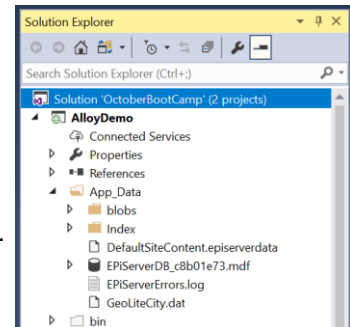 Solution Explorer
Search Solution Explorer (Ctrl+;)
Solution 'OctoberBootCamp' (2 projects)
AlloyDemo
Connected Services
Properties
References
App_Data
blobs
Index
DefaultSiteContent.episerverdata
EPiServerDB_c8b01e73.mdf
EPiServerErrors.log
GeoLiteCity.dat
bin
.